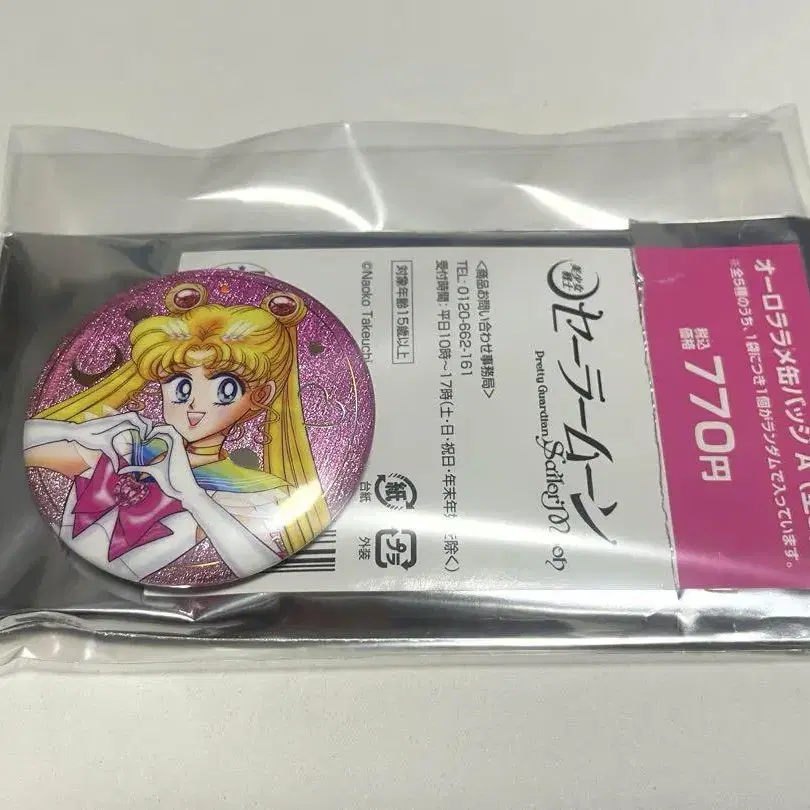 オーロララメ缶バッジ A
※全5種のうち、1袋につき1個がランダムで入っています。
税込
価格
770円
美少女
戦士
セーラームーン
Pretty Guardian
Sailor Moon
<商品お問い合わせ事務局>
TEL: 0120-662-161
受付時間:平日10時~17時(土・日・祝日・年末年
除く)
対象年齢15歳以上
©Naoko Takeuchi
紙
台紙
プラ
外装